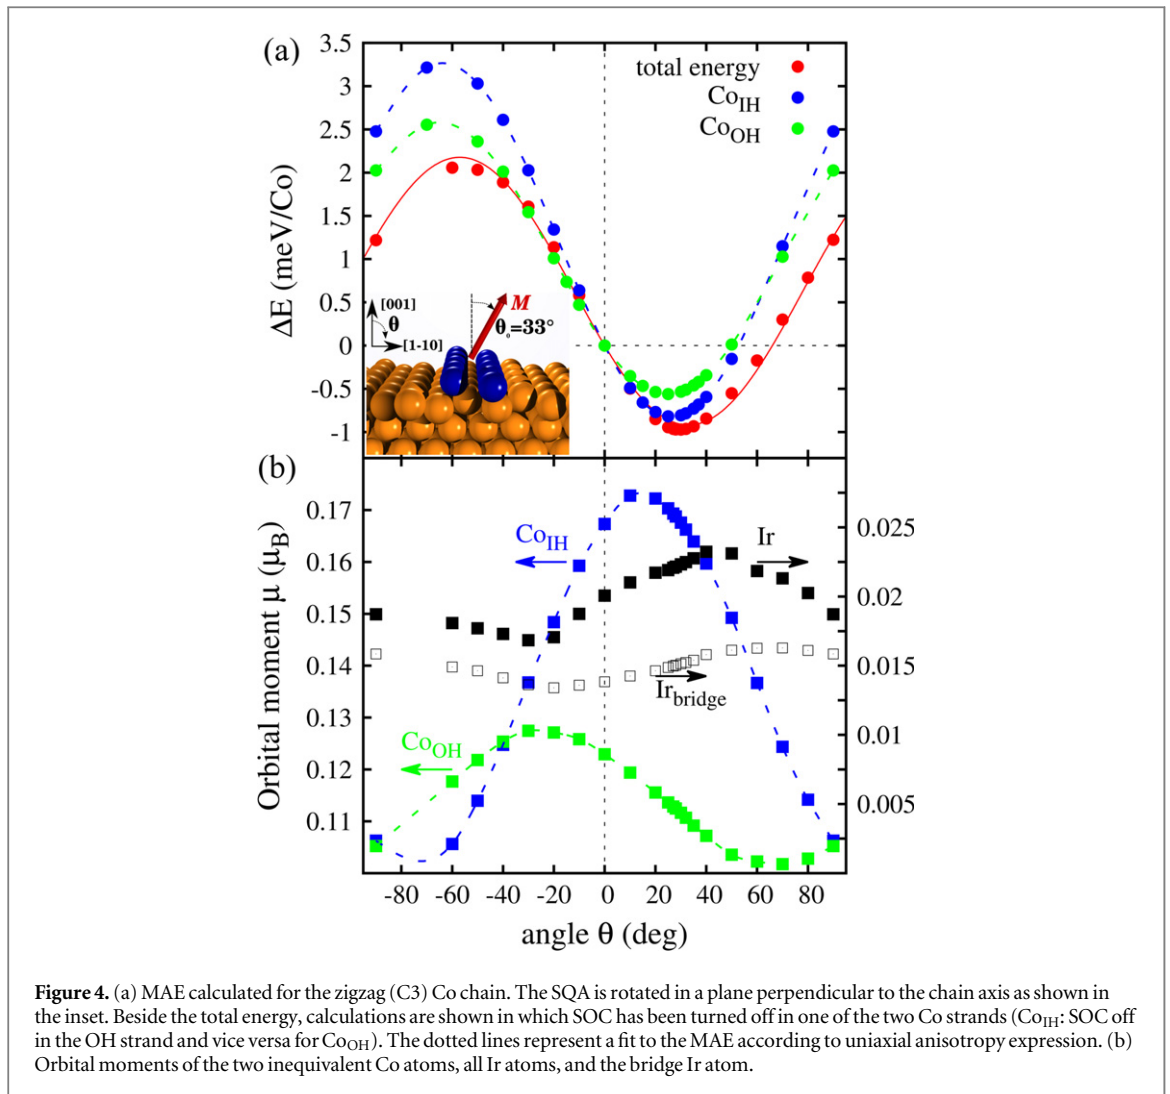 (a)
3.5
3
2.5
2
1.5
1
0.5
0
-0.5
-1
ΔE (meV/Co)
total energy
Co_IH
Co_OH
[001]
θ
[1-10]
M
θ_o=33°
(b)
0.17
0.16
0.15
0.14
0.13
0.12
0.11
Orbital moment μ (μ_B)
Co_IH
Ir
Ir_bridge
Co_OH
0.025
0.02
0.015
0.01
0.005
-80 -60 -40 -20 0 20 40 60 80
angle θ (deg)
Figure 4. (a) MAE calculated for the zigzag (C3) Co chain. The SQA is rotated in a plane perpendicular to the chain axis as shown in
the inset. Beside the total energy, calculations are shown in which SOC has been turned off in one of the two Co strands (Co_IH: SOC off
in the OH strand and vice versa for Co_OH). The dotted lines represent a fit to the MAE according to uniaxial anisotropy expression. (b)
Orbital moments of the two inequivalent Co atoms, all Ir atoms, and the bridge Ir atom.